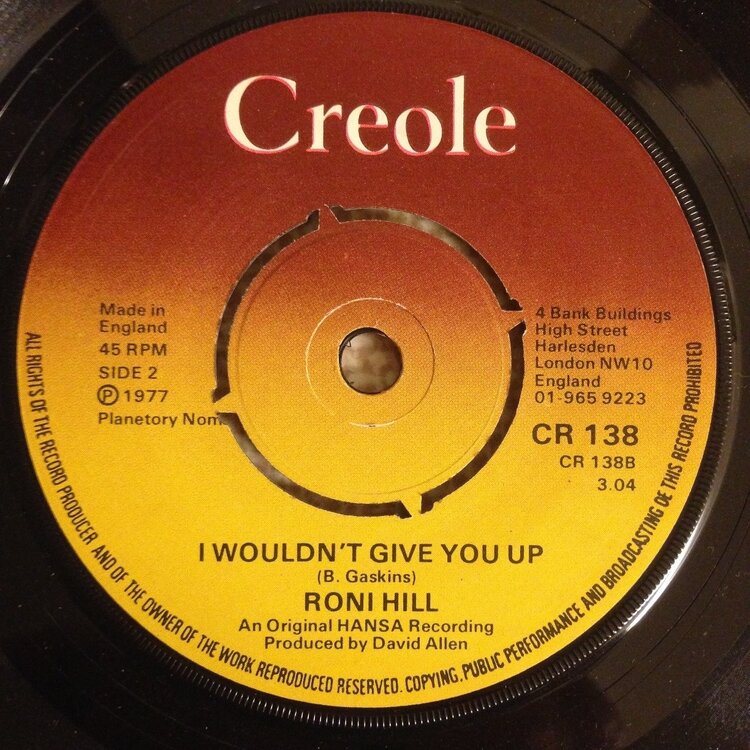 Creole
Made in
England
45 RPM
SIDE 2
Ⓟ 1977
Planetory Nom
4 Bank Buildings
High Street
Harlesden
London NW10
England
01-965 9223
CR 138
CR 138B
3.04
I WOULDN'T GIVE YOU UP
(B. Gaskins)
RONI HILL
An Original HANSA Recording
Produced by David Allen
ALL RIGHTS OF THE RECORD PRODUCER AND OF THE OWNER OF THE WORK REPRODUCED RESERVED. COPYING, PUBLIC PERFORMANCE AND BROADCASTING OF THIS RECORD PROHIBITED